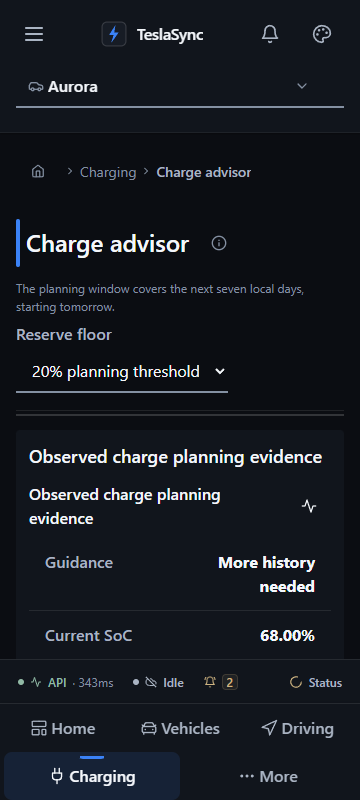 TeslaSync
Aurora
Charging
Charge advisor
Charge advisor
The planning window covers the next seven local days,
starting tomorrow.
Reserve floor
20% planning threshold
Observed charge planning evidence
Observed charge planning
evidence
Guidance
More history
needed
Current SoC
68.00%
API · 343ms
Idle
2
Status
Home
Vehicles
Driving
Charging
More